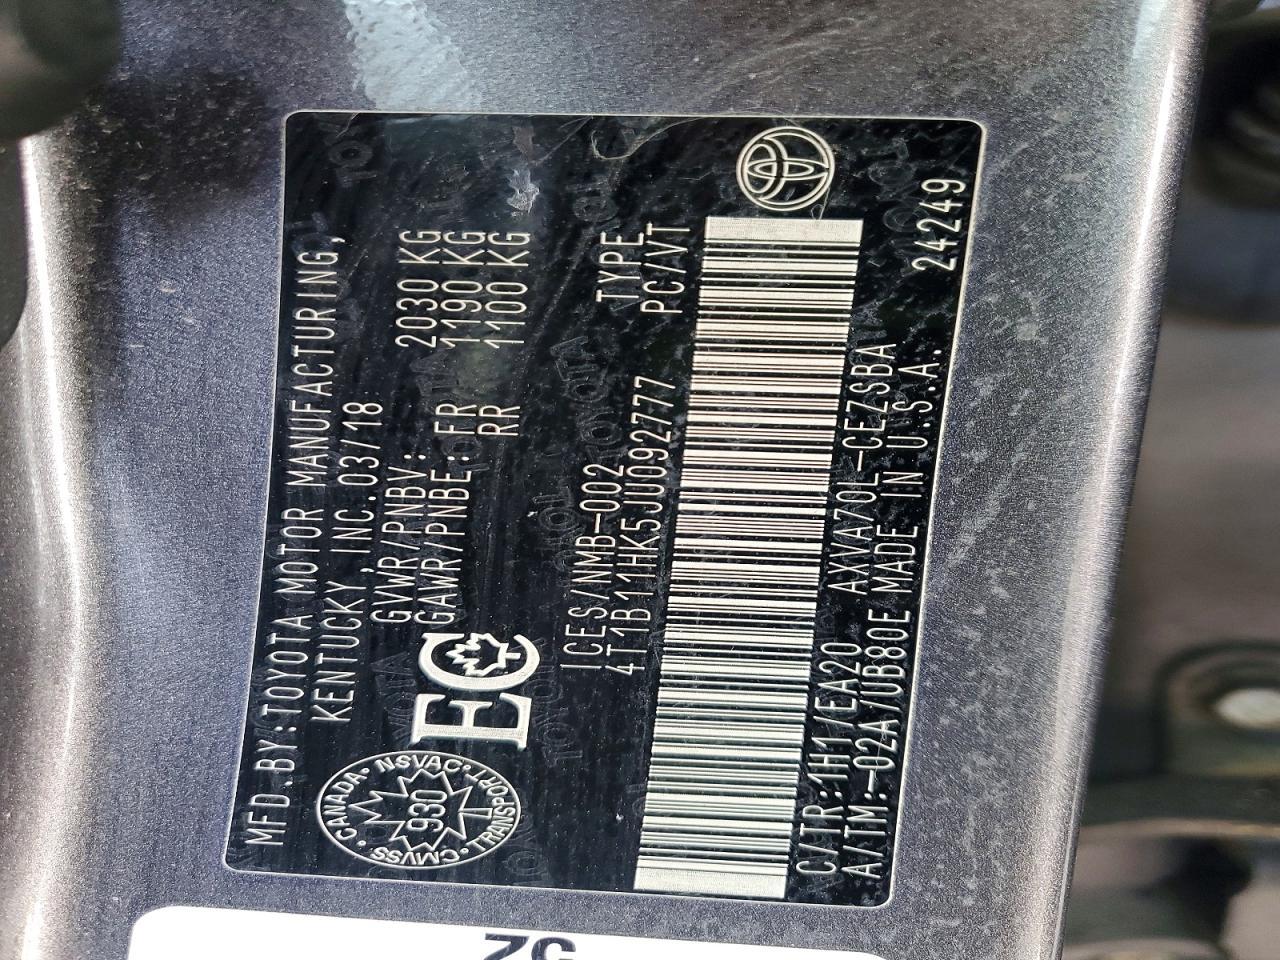 MFD.BY:TOYOTA MOTOR MANUFACTURING,
KENTUCKY, INC. 03/18
GVWR/PNBV: 2030 KG
GAWR/PNBE: FR 1190 KG
RR 1100 KG
CANADA NSVAC
930
CMVSS TRANSPORT
EC
ICES/NMB-002
4T1B11HK5JU092777
TYPE
PC/VT
C/TR:1H1/EA20 AXVA70L-CEZSBA
A/TM:-02A/UB80E MADE IN U.S.A.
24249